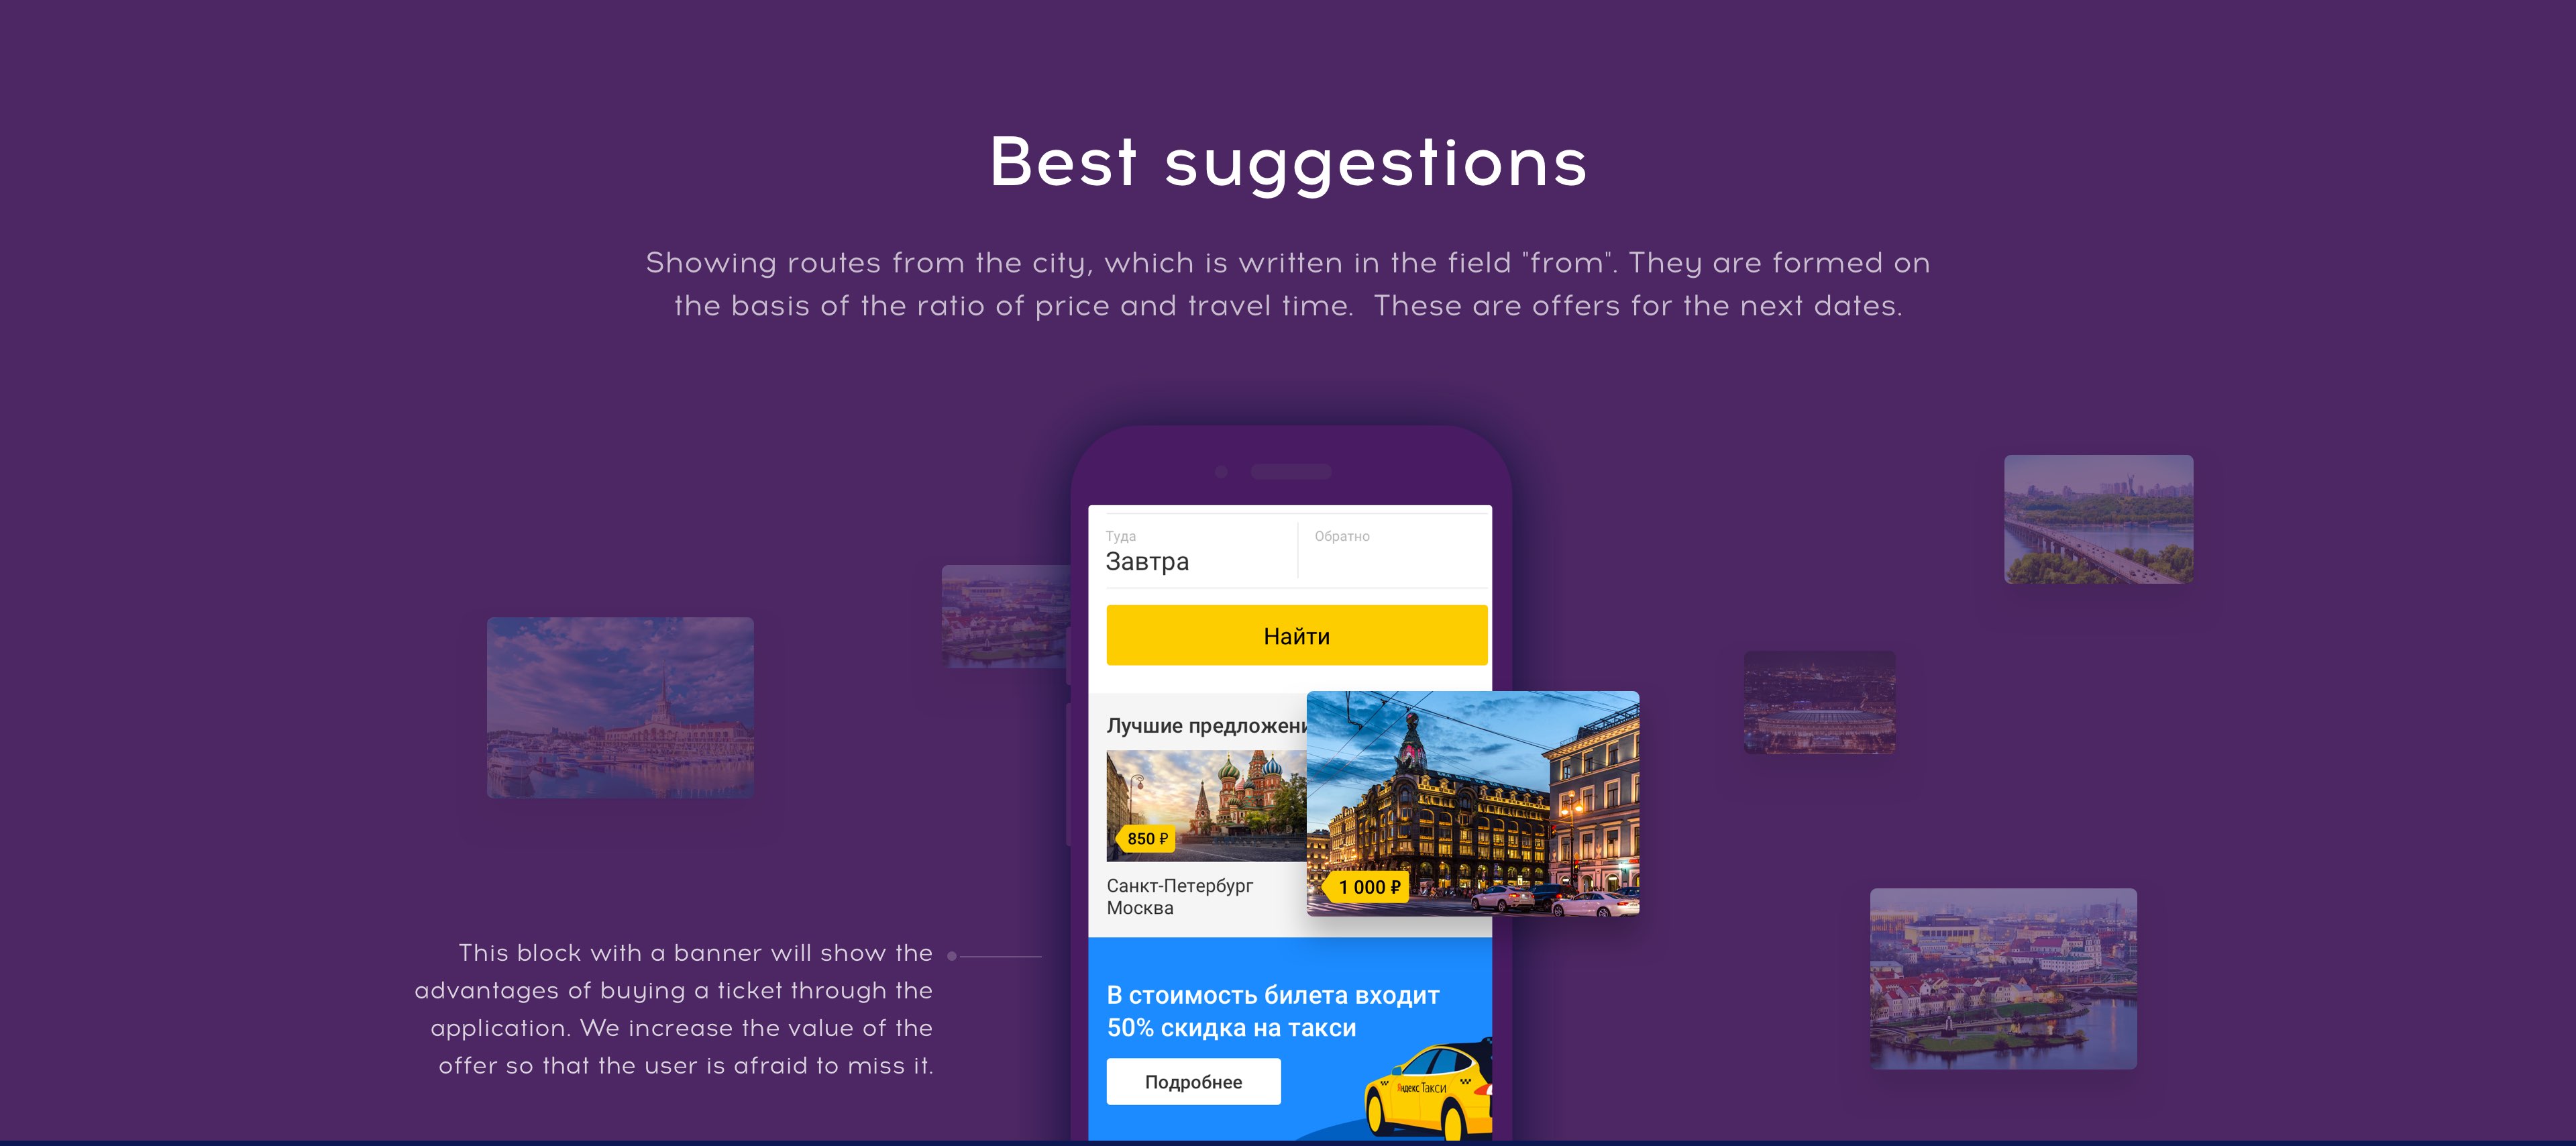 Best suggestions
Showing routes from the city, which is written in the field "from". They are formed on
the basis of the ratio of price and travel time. These are offers for the next dates.
Туда
Обратно
Завтра
Найти
Лучшие предложени
850 ₽
1 000 ₽
Санкт-Петербург
Москва
This block with a banner will show the
advantages of buying a ticket through the
application. We increase the value of the
offer so that the user is afraid to miss it.
В стоимость билета входит
50% скидка на такси
Подробнее
Яндекс Такси